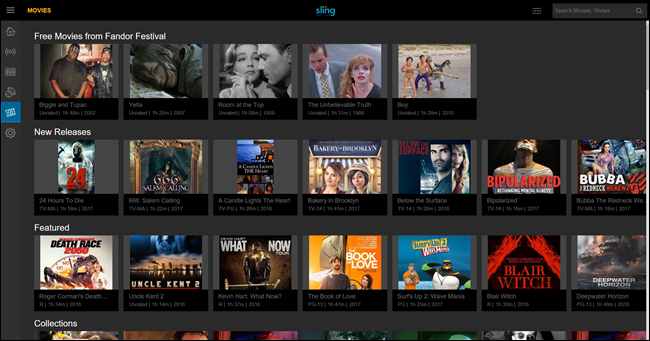 MOVIES
sling
Search Movies, Shows...
Free Movies from Fandor Festival
Biggie and Tupac
Unrated | 1h 48m | 2002
Yella
Unrated | 1h 25m | 2007
Room at the Top
Unrated | 1h 58m | 1959
The Unbelievable Truth
Unrated | 1h 31m | 1989
Boy
Unrated | 1h 28m | 2010
New Releases
24
666
SALEM CALLING
A CANDLE LIGHTS
THE HEART
BAKERY IN BROOKLYN
BELOW THE
SURFACE
BIPOLARIZED
RETHINKING MENTAL ILLNESS
BUBBA
REDNECK WEREWOLF
24 Hours To Die
TV-MA | 1h 18m | 2017
666: Salem Calling
TV-MA | 1h 23m | 2017
A Candle Lights The Heart
TV-PG | 1h 26m | 2016
Bakery in Brooklyn
TV-14 | 1h 41m | 2017
Below the Surface
TV-14 | 1h 26m | 2016
Bipolarized
TV-14 | 1h 16m | 2017
Bubba The Redneck We...
TV-MA | 1h 18m | 2017
Featured
DEATH RACE
2050
UNCLE KENT 2
KEVIN HART
WHAT NOW
TOUR
THE
BOOK
OF LOVE
SURF'S UP 2
WAVE MANIA
BLAIR
WITCH
DEEPWATER
HORIZON
Roger Corman's Death...
R | 1h 34m | 2016
Uncle Kent 2
R | 1h 14m | 2016
Kevin Hart: What Now?
R | 1h 37m | 2016
The Book of Love
PG-13 | 1h 47m | 2017
Surf's Up 2: Wave Mania
PG | 1h 25m | 2017
Blair Witch
R | 1h 30m | 2016
Deepwater Horizon
PG-13 | 1h 48m | 2016
Collections